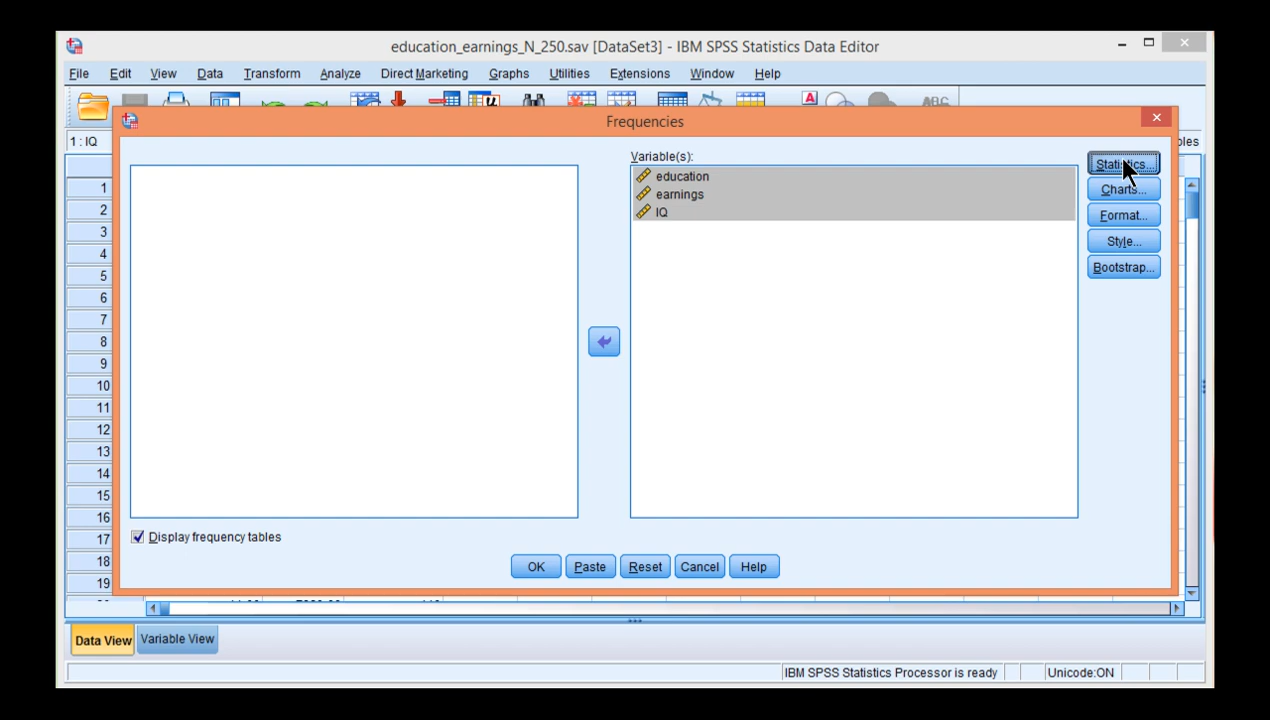 education_earnings_N_250.sav [DataSet3] - IBM SPSS Statistics Data Editor
File Edit View Data Transform Analyze Direct Marketing Graphs Utilities Extensions Window Help
A ABC
1 : IQ
Frequencies
Variable(s):
education
earnings
IQ
Statistics...
Charts...
Format...
Style...
Bootstrap...
1
2
3
4
5
6
7
8
9
10
11
12
13
14
15
16
17
18
19
Display frequency tables
OK Paste Reset Cancel Help
Data View Variable View
IBM SPSS Statistics Processor is ready Unicode:ON